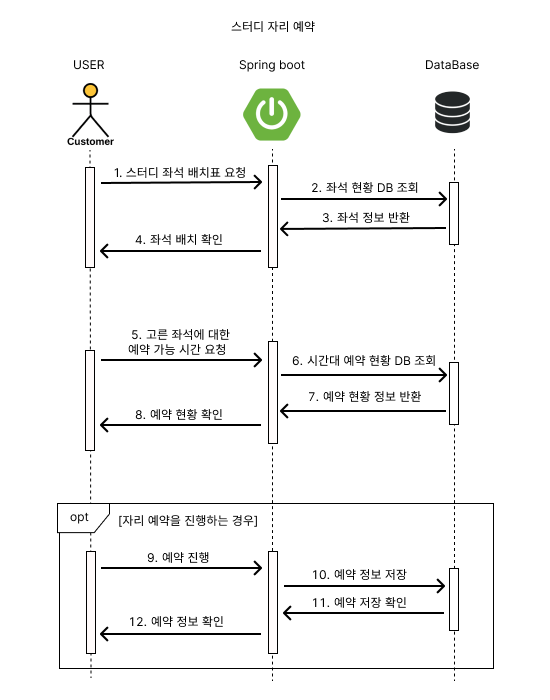 스터디 자리 예약
USER
Spring boot
DataBase
Customer
1. 스터디 좌석 배치표 요청
2. 좌석 현황 DB 조회
3. 좌석 정보 반환
4. 좌석 배치 확인
5. 고른 좌석에 대한
예약 가능 시간 요청
6. 시간대 예약 현황 DB 조회
7. 예약 현황 정보 반환
8. 예약 현황 확인
opt
[자리 예약을 진행하는 경우]
9. 예약 진행
10. 예약 정보 저장
11. 예약 저장 확인
12. 예약 정보 확인